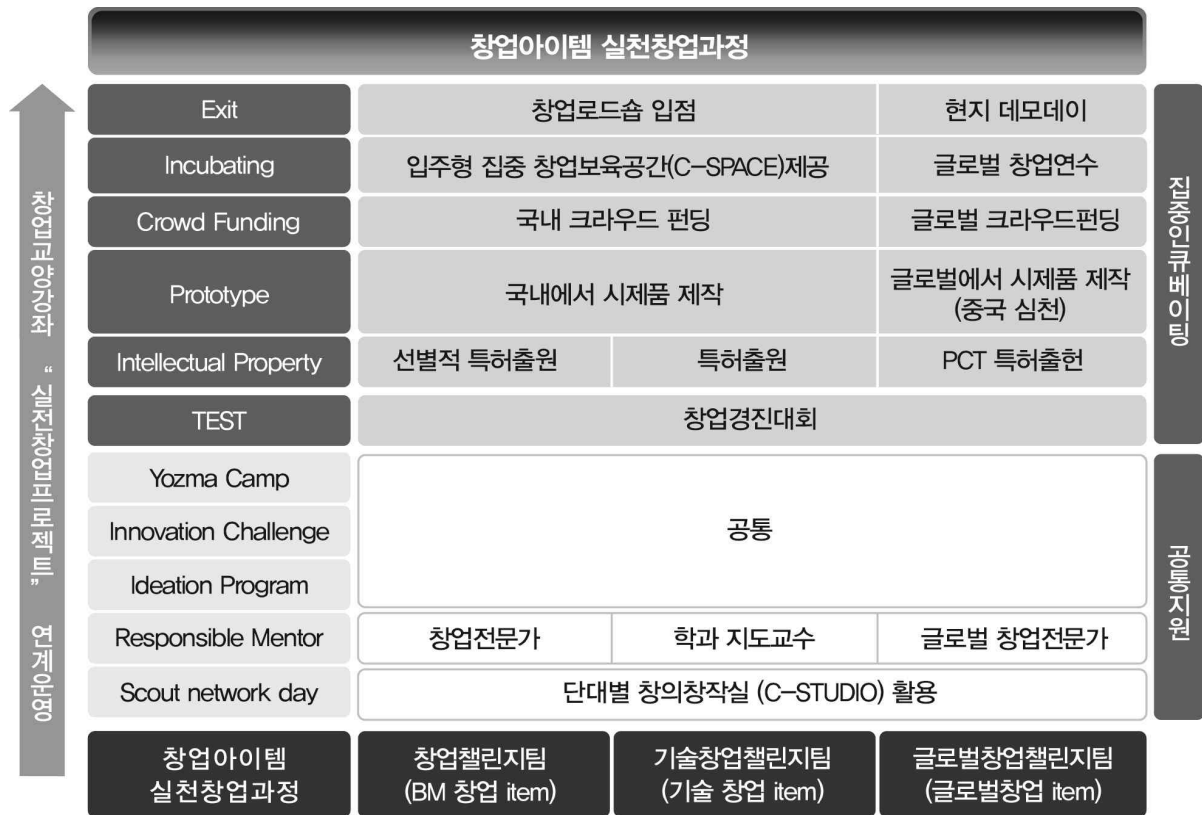 창업아이템 실천창업과정
Exit
창업로드숍 입점
현지 데모데이
Incubating
입주형 집중 창업보육공간(C-SPACE)제공
글로벌 창업연수
Crowd Funding
국내 크라우드 펀딩
글로벌 크라우드펀딩
Prototype
국내에서 시제품 제작
글로벌에서 시제품 제작
(중국 심천)
Intellectual Property
선별적 특허출원
특허출원
PCT 특허출헌
TEST
창업경진대회
Yozma Camp
Innovation Challenge
Ideation Program
공통
Responsible Mentor
창업전문가
학과 지도교수
글로벌 창업전문가
Scout network day
단대별 창의창작실 (C-STUDIO) 활용
창업아이템
실천창업과정
창업챌린지팀
(BM 창업 item)
기술창업챌린지팀
(기술 창업 item)
글로벌창업챌린지팀
(글로벌창업 item)
창업교양강좌 “실전창업프로젝트” 연계운영
집중인큐베이팅
공통지원